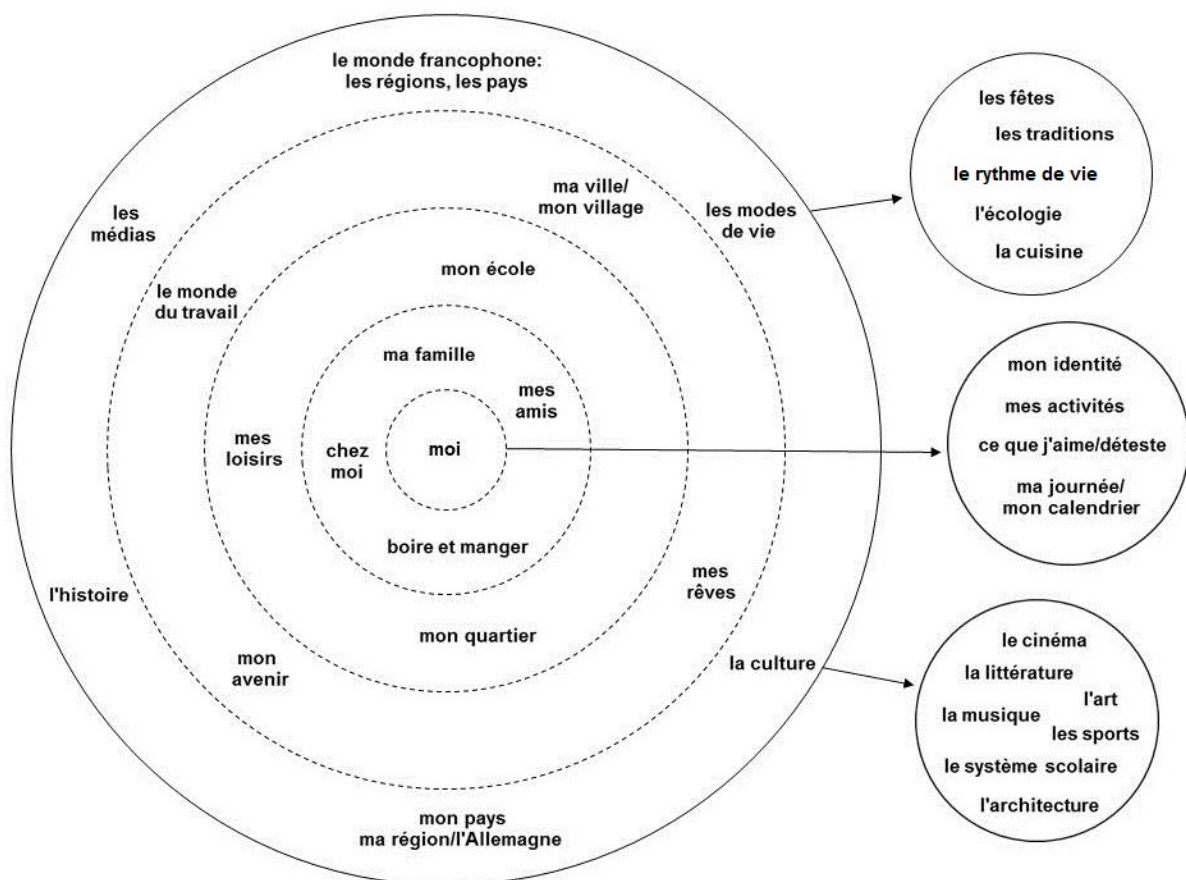 le monde francophone:
les régions, les pays
les
médias
ma ville/
mon village
les modes
de vie
le monde
du travail
mon école
ma famille
mes
amis
mes
loisirs
chez
moi
moi
boire et manger
l'histoire
mes
rêves
mon quartier
mon
avenir
la culture
mon pays
ma région/l'Allemagne
les fêtes
les traditions
le rythme de vie
l'écologie
la cuisine
mon identité
mes activités
ce que j'aime/déteste
ma journée/
mon calendrier
le cinéma
la littérature
l'art
la musique
les sports
le système scolaire
l'architecture